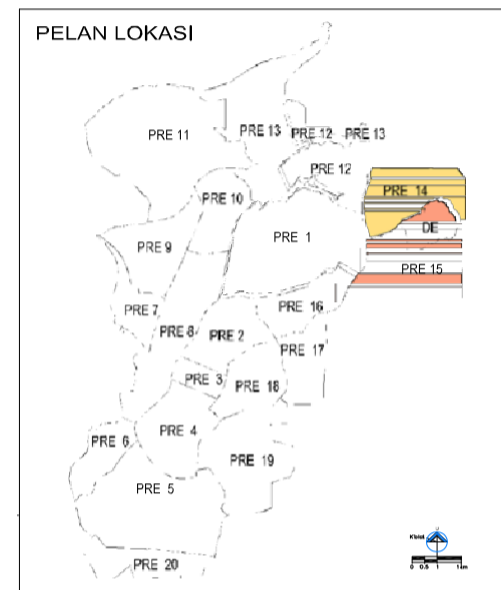 PELAN LOKASI
PRE 11
PRE 13
PRE 12
PRE 13
PRE 12
PRE 14
PRE 10
DE
PRE 1
PRE 9
PRE 15
PRE 7
PRE 16
PRE 8
PRE 2
PRE 17
PRE 3
PRE 18
PRE 6
PRE 4
PRE 19
PRE 5
PRE 20
0 0.5 1 1m